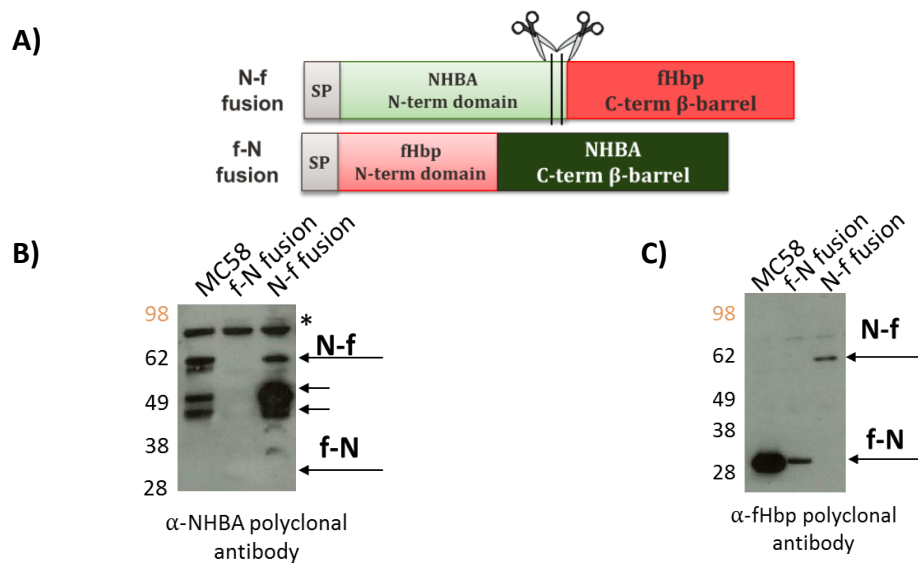 A)
N-f
fusion
SP
NHBA
N-term domain
fHbp
C-term β-barrel
f-N
fusion
SP
fHbp
N-term domain
NHBA
C-term β-barrel
B)
MC58
f-N fusion
N-f fusion
98
62
49
38
28
*
N-f
f-N
α-NHBA polyclonal
antibody
C)
MC58
f-N fusion
N-f fusion
98
62
49
38
28
N-f
f-N
α-fHbp polyclonal
antibody